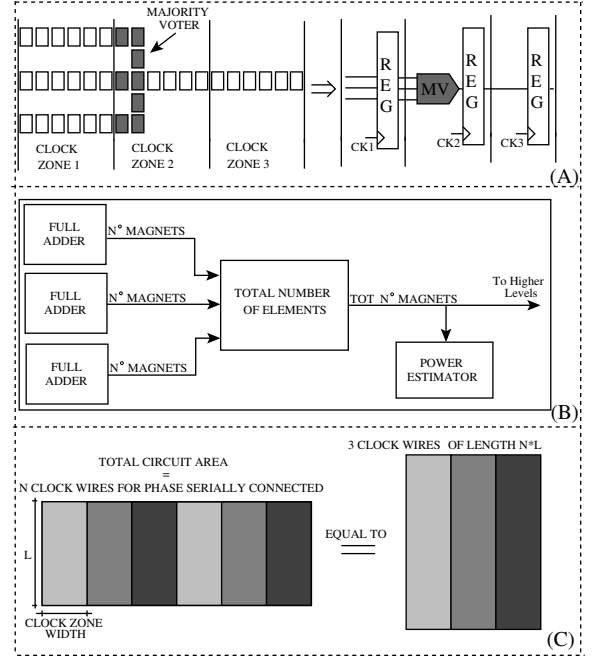 MAJORITY
VOTER
CLOCK
ZONE 1
CLOCK
ZONE 2
CLOCK
ZONE 3
REG
CK1
MV
REG
CK2
REG
CK3
(A)
FULL
ADDER
N° MAGNETS
FULL
ADDER
N° MAGNETS
FULL
ADDER
N° MAGNETS
TOTAL NUMBER
OF ELEMENTS
TOT N° MAGNETS
To Higher
Levels
POWER
ESTIMATOR
(B)
TOTAL CIRCUIT AREA
=
N CLOCK WIRES FOR PHASE SERIALLY CONNECTED
L
CLOCK ZONE
WIDTH
EQUAL TO
3 CLOCK WIRES OF LENGTH N*L
(C)